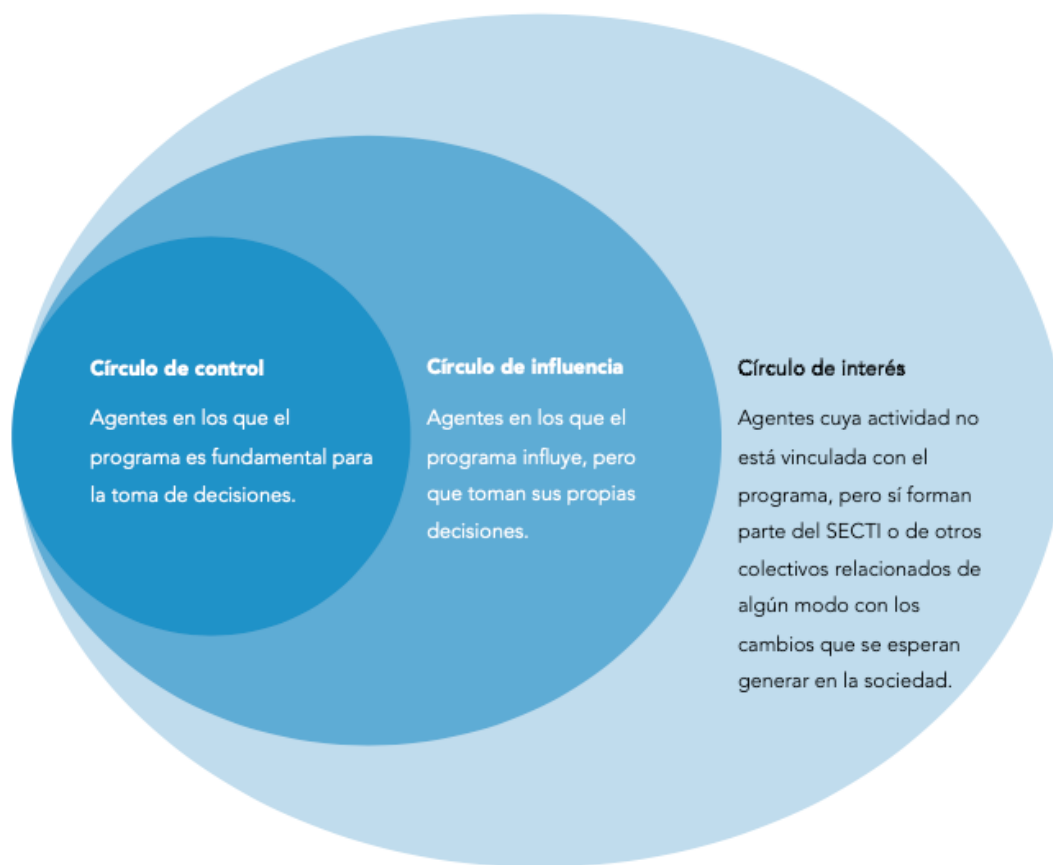 Círculo de control
Agentes en los que el
programa es fundamental para
la toma de decisiones.
Círculo de influencia
Agentes en los que el
programa influye, pero
que toman sus propias
decisiones.
Círculo de interés
Agentes cuya actividad no
está vinculada con el
programa, pero sí forman
parte del SECTI o de otros
colectivos relacionados de
algún modo con los
cambios que se esperan
generar en la sociedad.